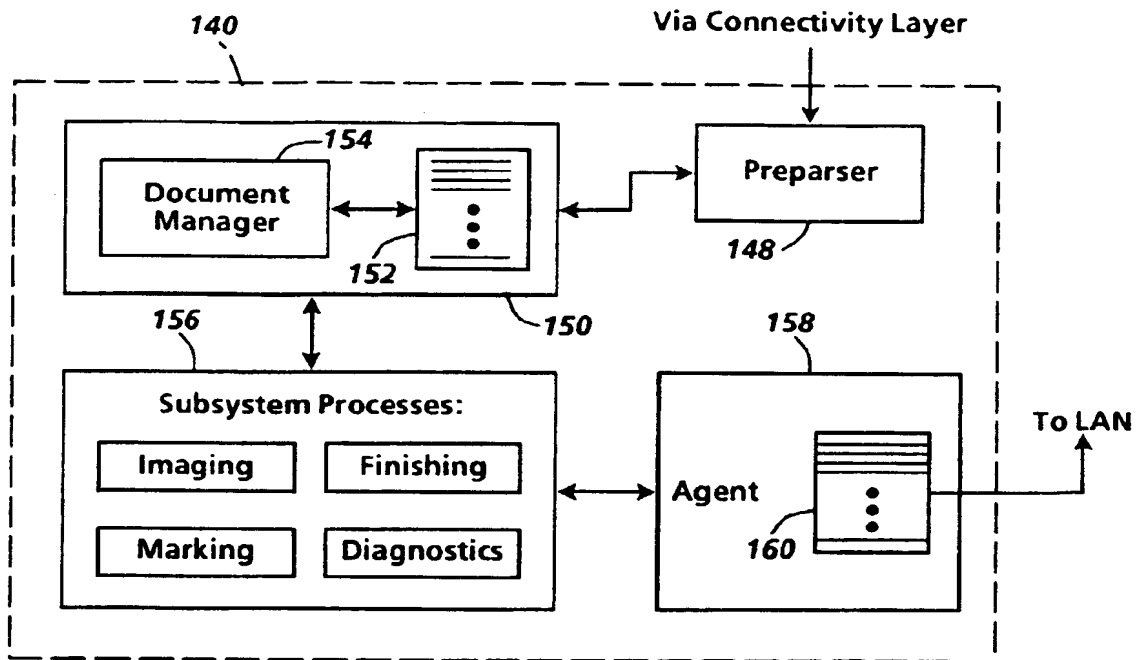 Via Connectivity Layer
140
154
Document
Manager
152
Preparser
148
150
156
158
Subsystem Processes:
Imaging
Finishing
Marking
Diagnostics
Agent
160
To LAN